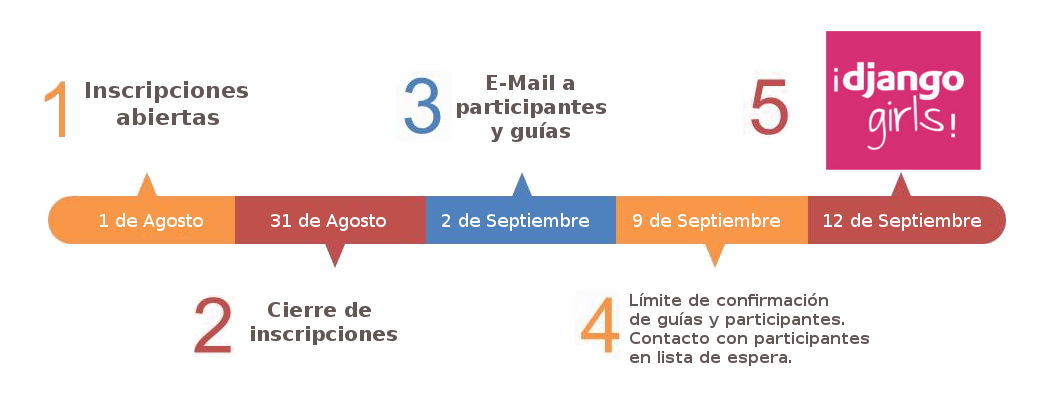 1
Inscripciones
abiertas
3
E-Mail a
participantes
y guías
5
¡django
girls!
1 de Agosto
31 de Agosto
2 de Septiembre
9 de Septiembre
12 de Septiembre
2
Cierre de
inscripciones
4
Límite de confirmación
de guías y participantes.
Contacto con participantes
en lista de espera.